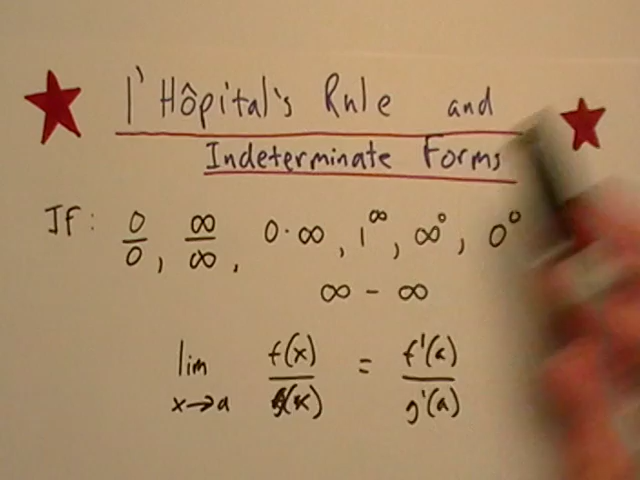 l'Hôpital's Rule and
Indeterminate Forms
If: 0/0, ∞/∞, 0·∞, 1^∞, ∞^0, 0^0
∞ - ∞
lim x→a f(x)/g(x) = f'(a)/g'(a)